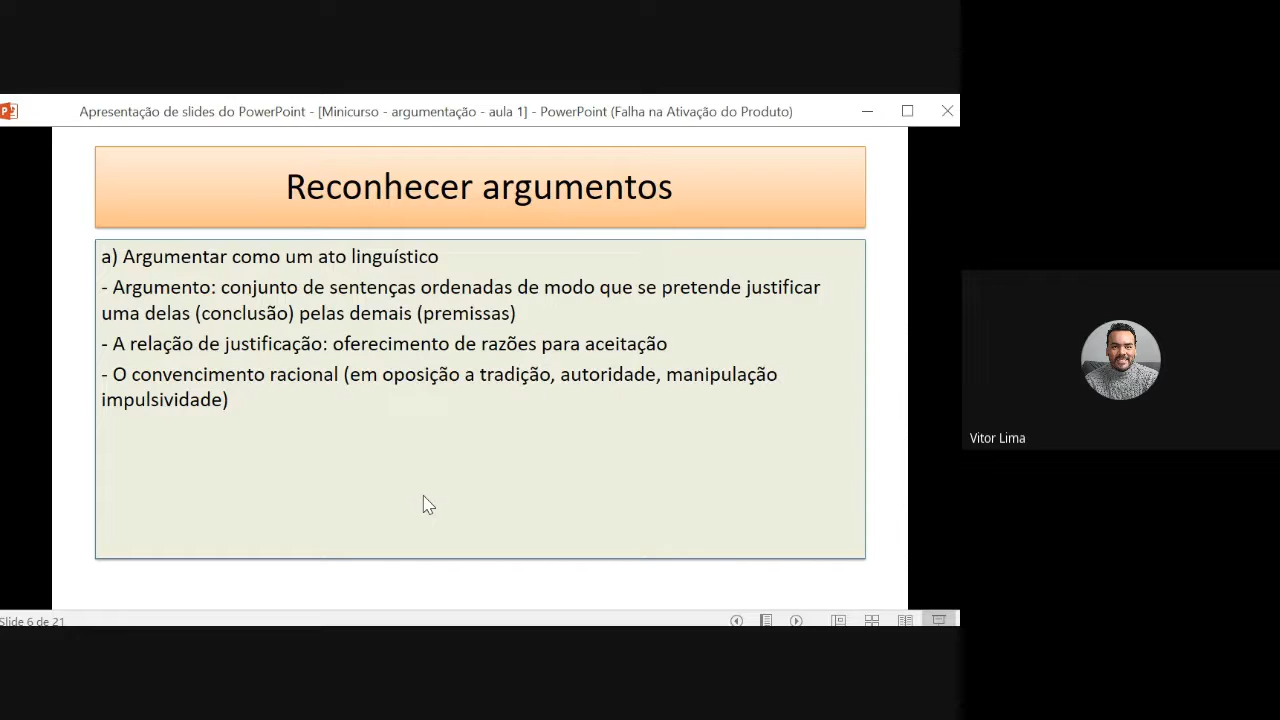 Apresentação de slides do PowerPoint - [Minicurso - argumentação - aula 1] - PowerPoint (Falha na Ativação do Produto)
Reconhecer argumentos
a) Argumentar como um ato linguístico
- Argumento: conjunto de sentenças ordenadas de modo que se pretende justificar
uma delas (conclusão) pelas demais (premissas)
- A relação de justificação: oferecimento de razões para aceitação
- O convencimento racional (em oposição a tradição, autoridade, manipulação
impulsividade)
Vitor Lima
Slide 6 de 21